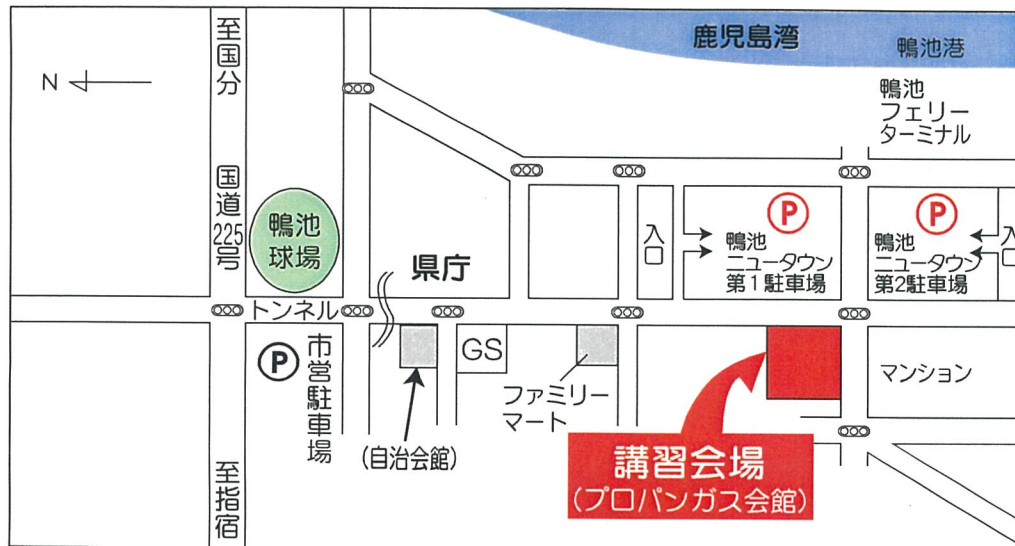 鹿児島湾
鴨池港
鴨池
フェリー
ターミナル
N
至国分
国道225号
鴨池
球場
県庁
入口
P
鴨池
ニュータウン
第1駐車場
P
鴨池
ニュータウン
第2駐車場
入口
トンネル
P
市営駐車場
GS
(自治会館)
ファミリー
マート
マンション
講習会場
(プロパンガス会館)
至指宿